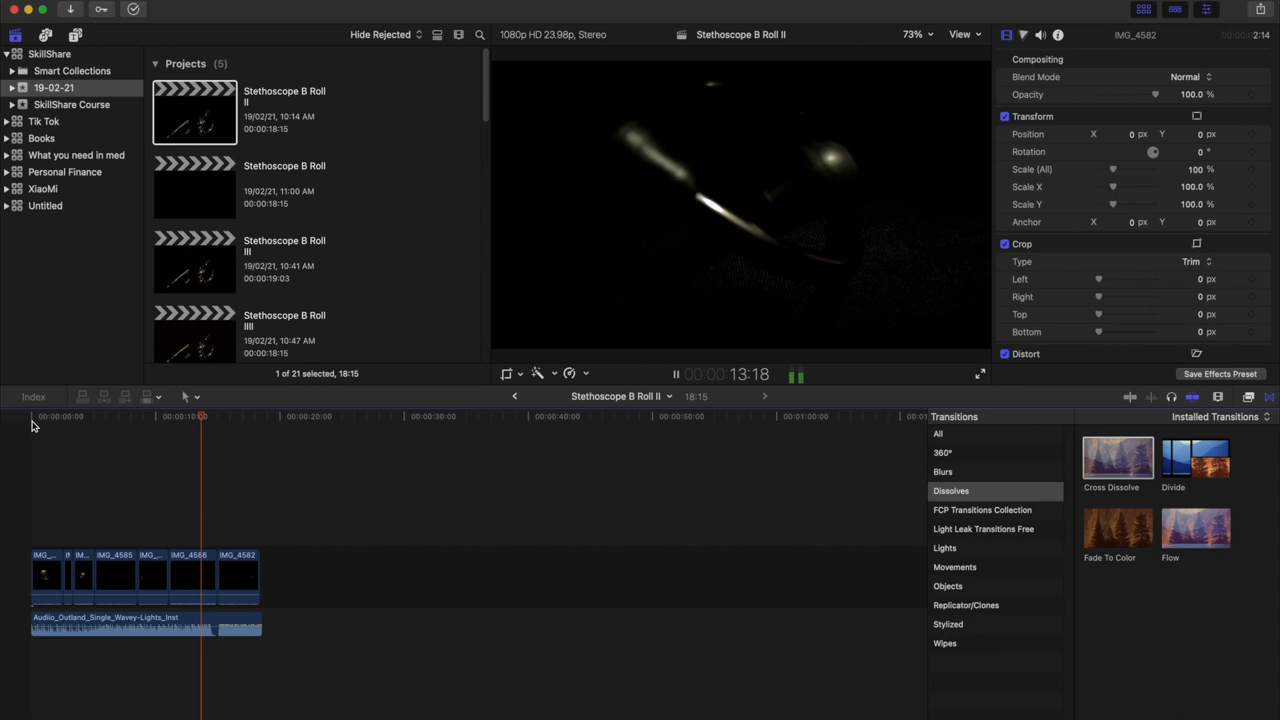 Hide Rejected
1080p HD 23.98p, Stereo
Stethoscope B Roll II
73%
View
IMG_4582
00:00:02:14
SkillShare
Smart Collections
19-02-21
SkillShare Course
Tik Tok
Books
What you need in med
Personal Finance
XiaoMi
Untitled
Projects (5)
Stethoscope B Roll
II
19/02/21, 10:14 AM
00:00:18:15
Stethoscope B Roll
19/02/21, 11:00 AM
00:00:18:15
Stethoscope B Roll
III
19/02/21, 10:41 AM
00:00:19:03
Stethoscope B Roll
IIII
19/02/21, 10:47 AM
00:00:18:15
1 of 21 selected, 18:15
00:00:13:18
Compositing
Blend Mode Normal
Opacity 100.0 %
Transform
Position X 0 px Y 0 px
Rotation 0 °
Scale (All) 100 %
Scale X 100.0 %
Scale Y 100.0 %
Anchor X 0 px Y 0 px
Crop
Type Trim
Left 0 px
Right 0 px
Top 0 px
Bottom 0 px
Distort
Save Effects Preset
Index
Stethoscope B Roll II
18:15
00:00:00:00
00:00:10:00
00:00:20:00
00:00:30:00
00:00:40:00
00:00:50:00
00:01:00:00
00:01
IMG_...
I
IM...
IMG_4585
IMG_...
IMG_4586
IMG_4582
Audiio_Outland_Single_Wavey-Lights_Inst
Transitions
Installed Transitions
All
360°
Blurs
Dissolves
FCP Transitions Collection
Light Leak Transitions Free
Lights
Movements
Objects
Replicator/Clones
Stylized
Wipes
Cross Dissolve
Divide
Fade To Color
Flow